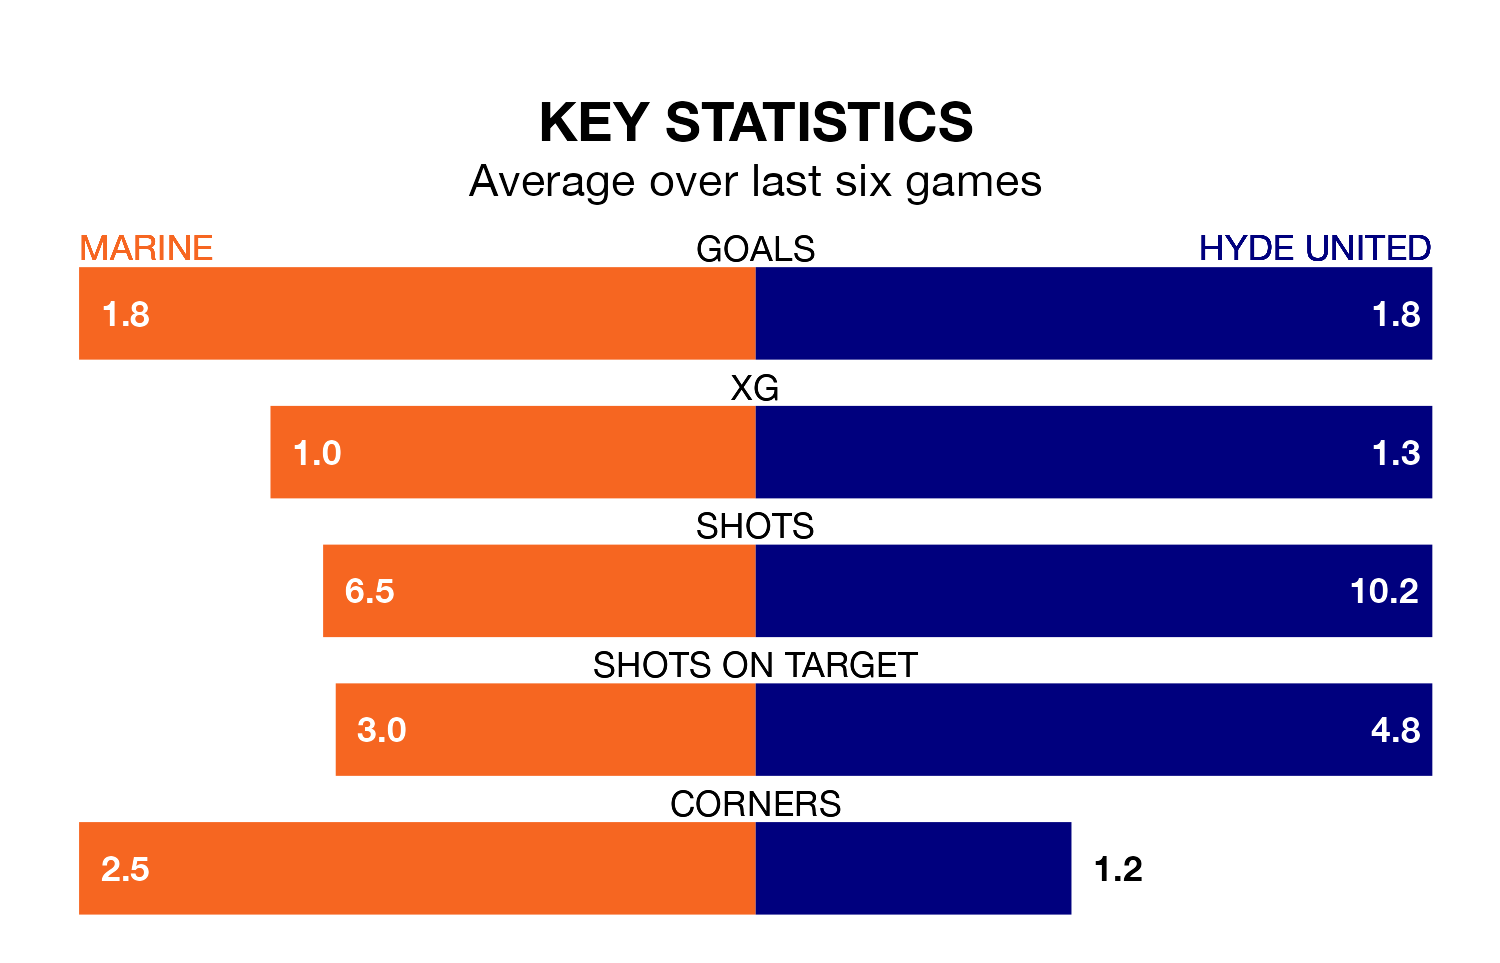 KEY STATISTICS
Average over last six games
MARINE GOALS HYDE UNITED
1.8 1.8
XG
1.0 1.3
SHOTS
6.5 10.2
SHOTS ON TARGET
3.0 4.8
CORNERS
2.5 1.2